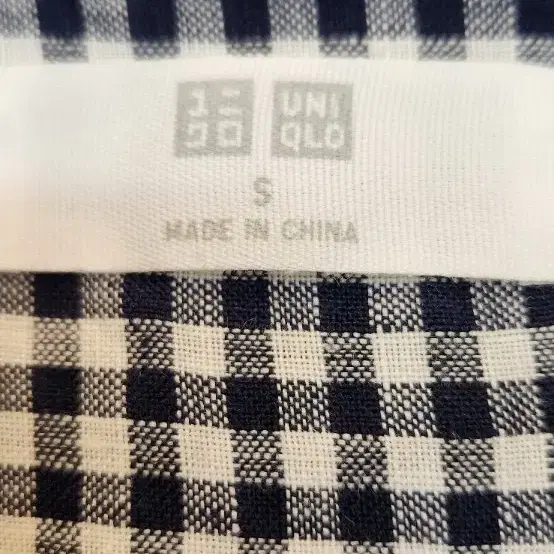 ユニ UNI
クロ QLO
S
MADE IN CHINA